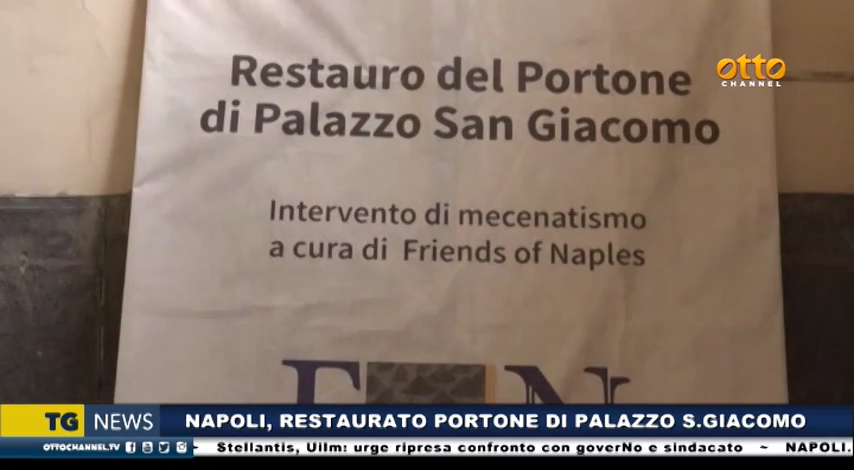 otto
CHANNEL
Restauro del Portone
di Palazzo San Giacomo
Intervento di mecenatismo
a cura di Friends of Naples
F N
TG NEWS
NAPOLI, RESTAURATO PORTONE DI PALAZZO S.GIACOMO
OTTOCHANNEL.TV
~ Stellantis, Uilm: urge ripresa confronto con goverNo e sindacato ~ NAPOLI.